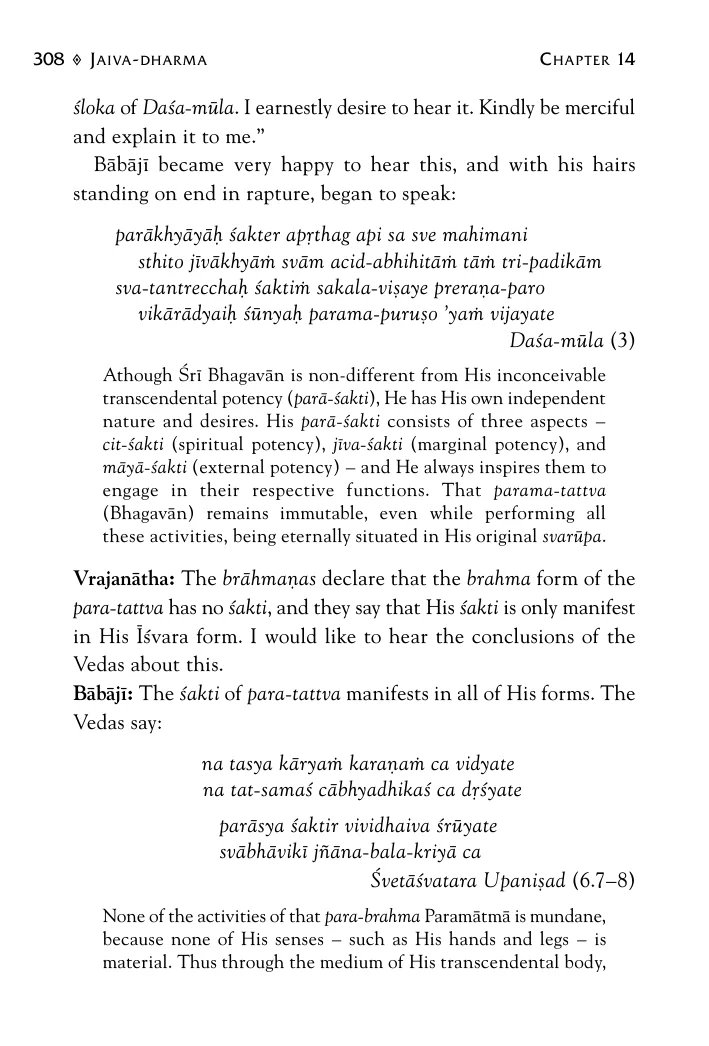 308 ◊ JAIVA-DHARMA CHAPTER 14
śloka of Daśa-mūla. I earnestly desire to hear it. Kindly be merciful
and explain it to me.”
Bābājī became very happy to hear this, and with his hairs
standing on end in rapture, began to speak:
parākhyāyāḥ śakter apṛthag api sa sve mahimani
sthito jīvākhyāṁ svām acid-abhihitāṁ tāṁ tri-padikām
sva-tantrecchaḥ śaktiṁ sakala-viṣaye preraṇa-paro
vikārādyaiḥ śūnyaḥ parama-puruṣo ’yaṁ vijayate
Daśa-mūla (3)
Athough Śrī Bhagavān is non-different from His inconceivable
transcendental potency (parā-śakti), He has His own independent
nature and desires. His parā-śakti consists of three aspects –
cit-śakti (spiritual potency), jīva-śakti (marginal potency), and
māyā-śakti (external potency) – and He always inspires them to
engage in their respective functions. That parama-tattva
(Bhagavān) remains immutable, even while performing all
these activities, being eternally situated in His original svarūpa.
Vrajanātha: The brāhmaṇas declare that the brahma form of the
para-tattva has no śakti, and they say that His śakti is only manifest
in His Īśvara form. I would like to hear the conclusions of the
Vedas about this.
Bābājī: The śakti of para-tattva manifests in all of His forms. The
Vedas say:
na tasya kāryaṁ karaṇaṁ ca vidyate
na tat-samaś cābhyadhikaś ca dṛśyate
parāsya śaktir vividhaiva śrūyate
svābhāvikī jñāna-bala-kriyā ca
Śvetāśvatara Upaniṣad (6.7–8)
None of the activities of that para-brahma Paramātmā is mundane,
because none of His senses – such as His hands and legs – is
material. Thus through the medium of His transcendental body,